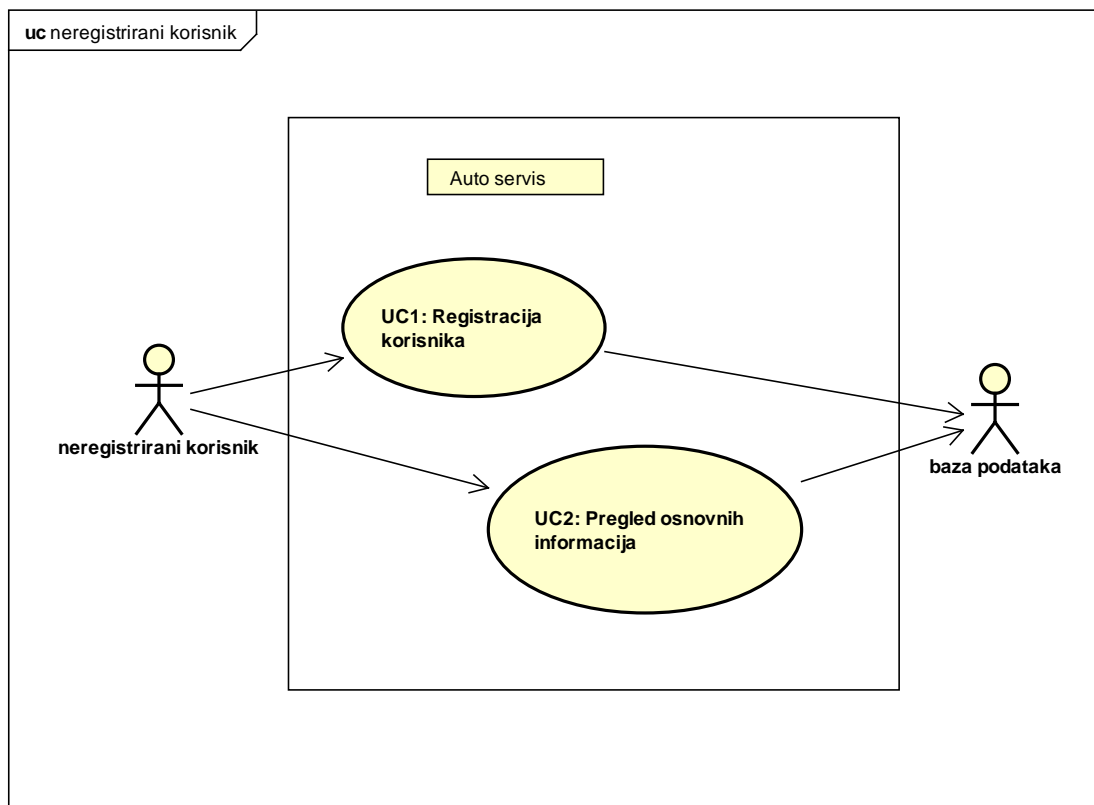 uc neregistrirani korisnik
Auto servis
UC1: Registracija
korisnika
neregistrirani korisnik
baza podataka
UC2: Pregled osnovnih
informacija